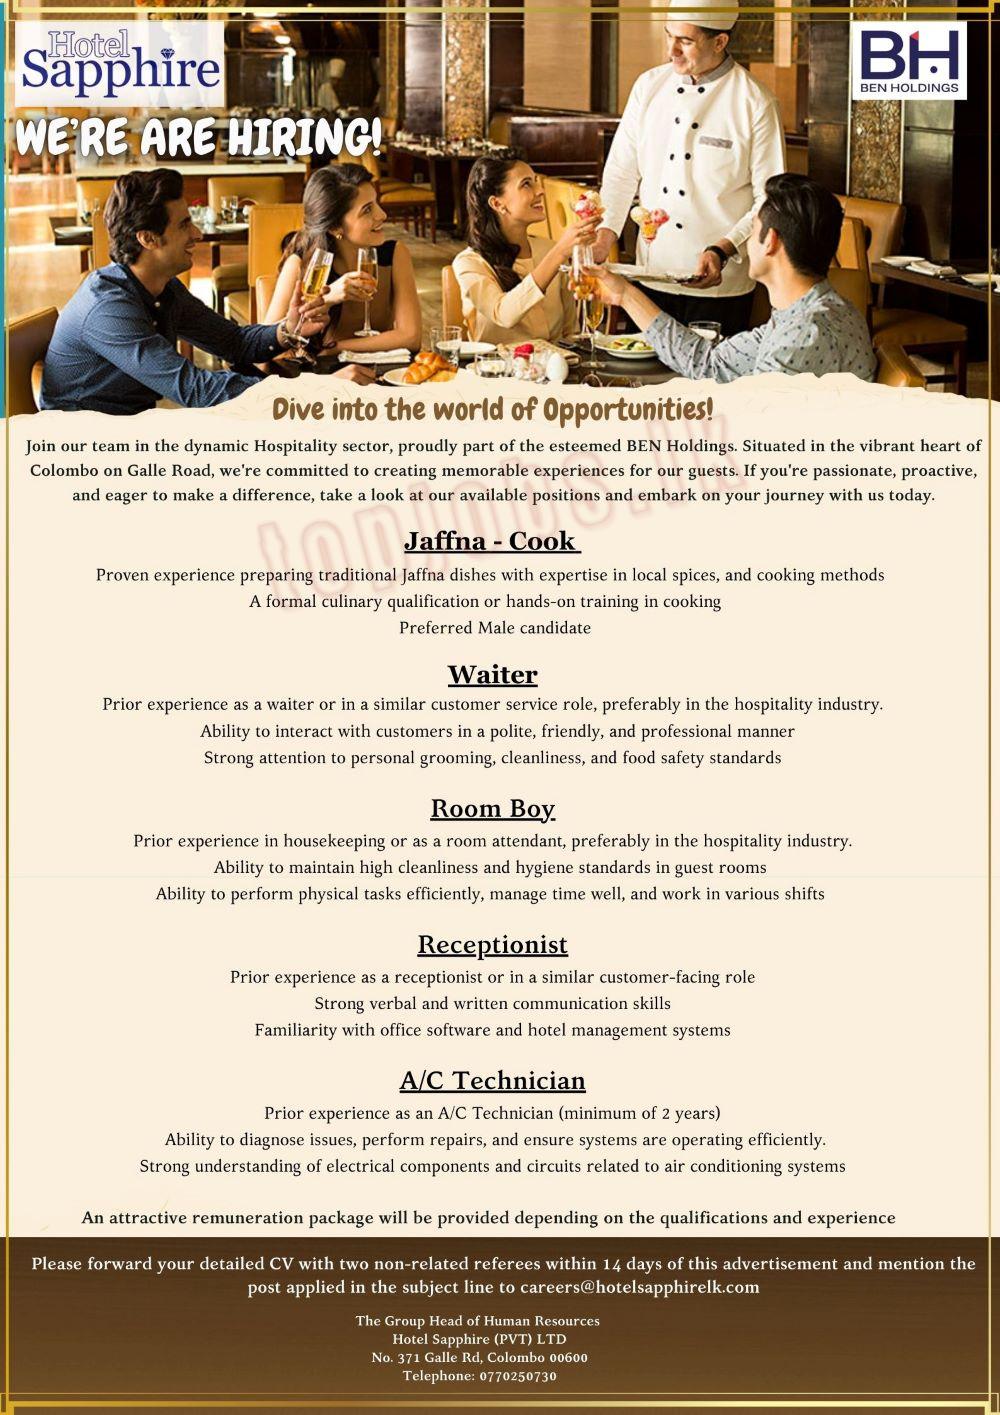 Hotel
Sapphire
BH
BEN HOLDINGS
WE'RE ARE HIRING!
Dive into the world of Opportunities!
Join our team in the dynamic Hospitality sector, proudly part of the esteemed BEN Holdings. Situated in the vibrant heart of
Colombo on Galle Road, we're committed to creating memorable experiences for our guests. If you're passionate, proactive,
and eager to make a difference, take a look at our available positions and embark on your journey with us today.
topjobs.lk
Jaffna - Cook
Proven experience preparing traditional Jaffna dishes with expertise in local spices, and cooking methods
A formal culinary qualification or hands-on training in cooking
Preferred Male candidate
Waiter
Prior experience as a waiter or in a similar customer service role, preferably in the hospitality industry.
Ability to interact with customers in a polite, friendly, and professional manner
Strong attention to personal grooming, cleanliness, and food safety standards
Room Boy
Prior experience in housekeeping or as a room attendant, preferably in the hospitality industry.
Ability to maintain high cleanliness and hygiene standards in guest rooms
Ability to perform physical tasks efficiently, manage time well, and work in various shifts
Receptionist
Prior experience as a receptionist or in a similar customer-facing role
Strong verbal and written communication skills
Familiarity with office software and hotel management systems
A/C Technician
Prior experience as an A/C Technician (minimum of 2 years)
Ability to diagnose issues, perform repairs, and ensure systems are operating efficiently.
Strong understanding of electrical components and circuits related to air conditioning systems
An attractive remuneration package will be provided depending on the qualifications and experience
Please forward your detailed CV with two non-related referees within 14 days of this advertisement and mention the
post applied in the subject line to careers@hotelsapphirelk.com
The Group Head of Human Resources
Hotel Sapphire (PVT) LTD
No. 371 Galle Rd, Colombo 00600
Telephone: 0770250730